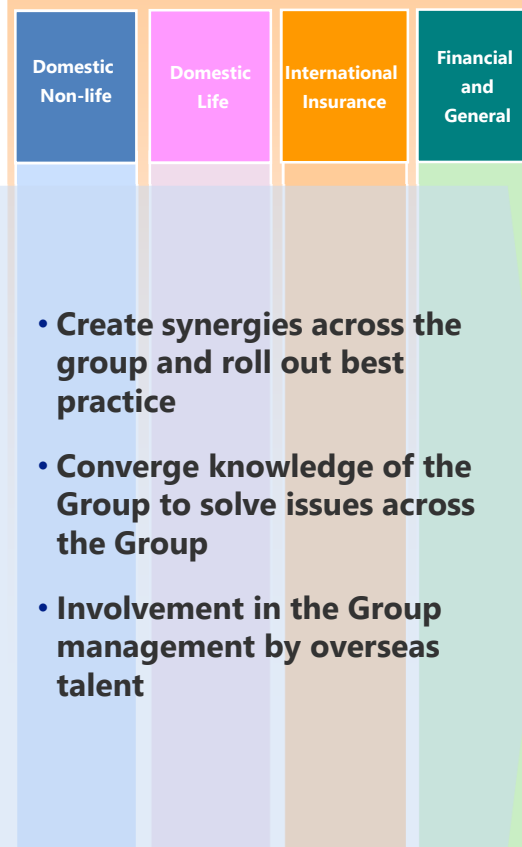 Domestic
Non-life
Domestic
Life
International
Insurance
Financial
and
General
• Create synergies across the
group and roll out best
practice
• Converge knowledge of the
Group to solve issues across
the Group
• Involvement in the Group
management by overseas
talent